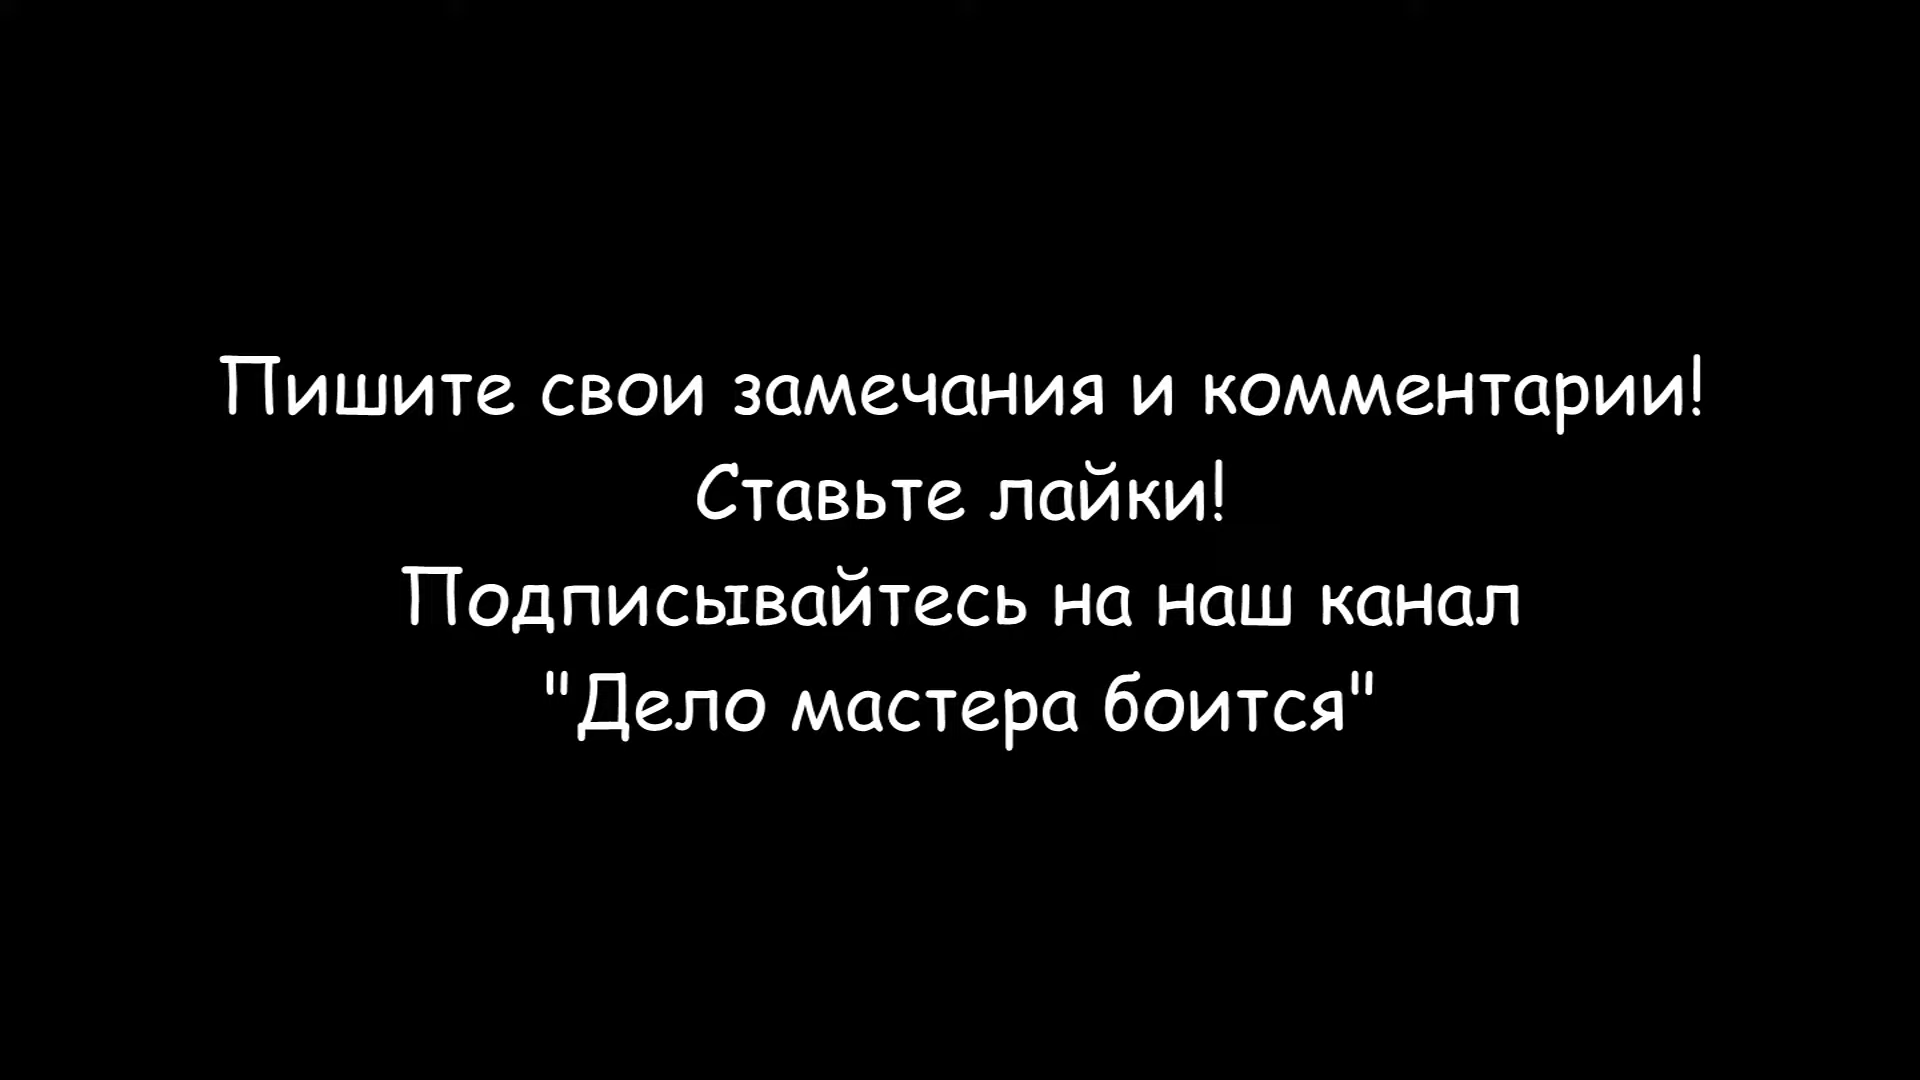 Пишите свои замечания и комментарии!
Ставьте лайки!
Подписывайтесь на наш канал
"Дело мастера боится"